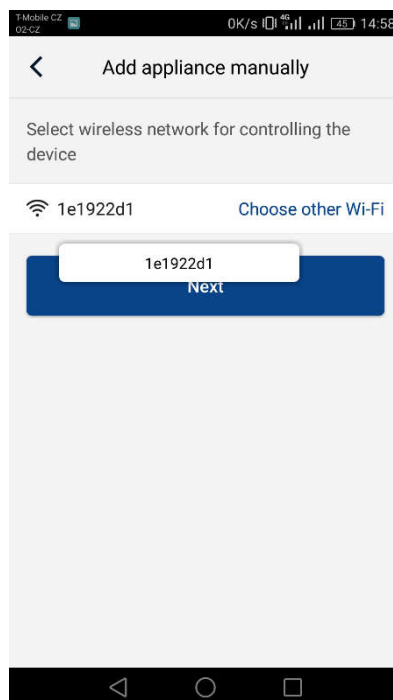 T-Mobile CZ
O2-CZ
0K/s 4G 45 14:58
Add appliance manually
Select wireless network for controlling the
device
1e1922d1 Choose other Wi-Fi
1e1922d1
Next